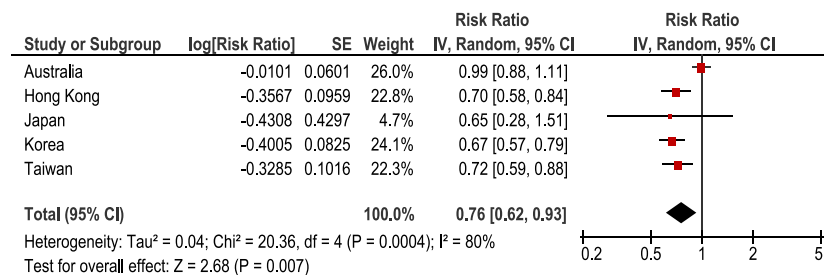 Risk Ratio Risk Ratio
Study or Subgroup log[Risk Ratio] SE Weight IV, Random, 95% CI IV, Random, 95% CI
Australia -0.0101 0.0601 26.0% 0.99 [0.88, 1.11]
Hong Kong -0.3567 0.0959 22.8% 0.70 [0.58, 0.84]
Japan -0.4308 0.4297 4.7% 0.65 [0.28, 1.51]
Korea -0.4005 0.0825 24.1% 0.67 [0.57, 0.79]
Taiwan -0.3285 0.1016 22.3% 0.72 [0.59, 0.88]
Total (95% CI) 100.0% 0.76 [0.62, 0.93]
Heterogeneity: Tau² = 0.04; Chi² = 20.36, df = 4 (P = 0.0004); I² = 80%
Test for overall effect: Z = 2.68 (P = 0.007)
0.2 0.5 1 2 5